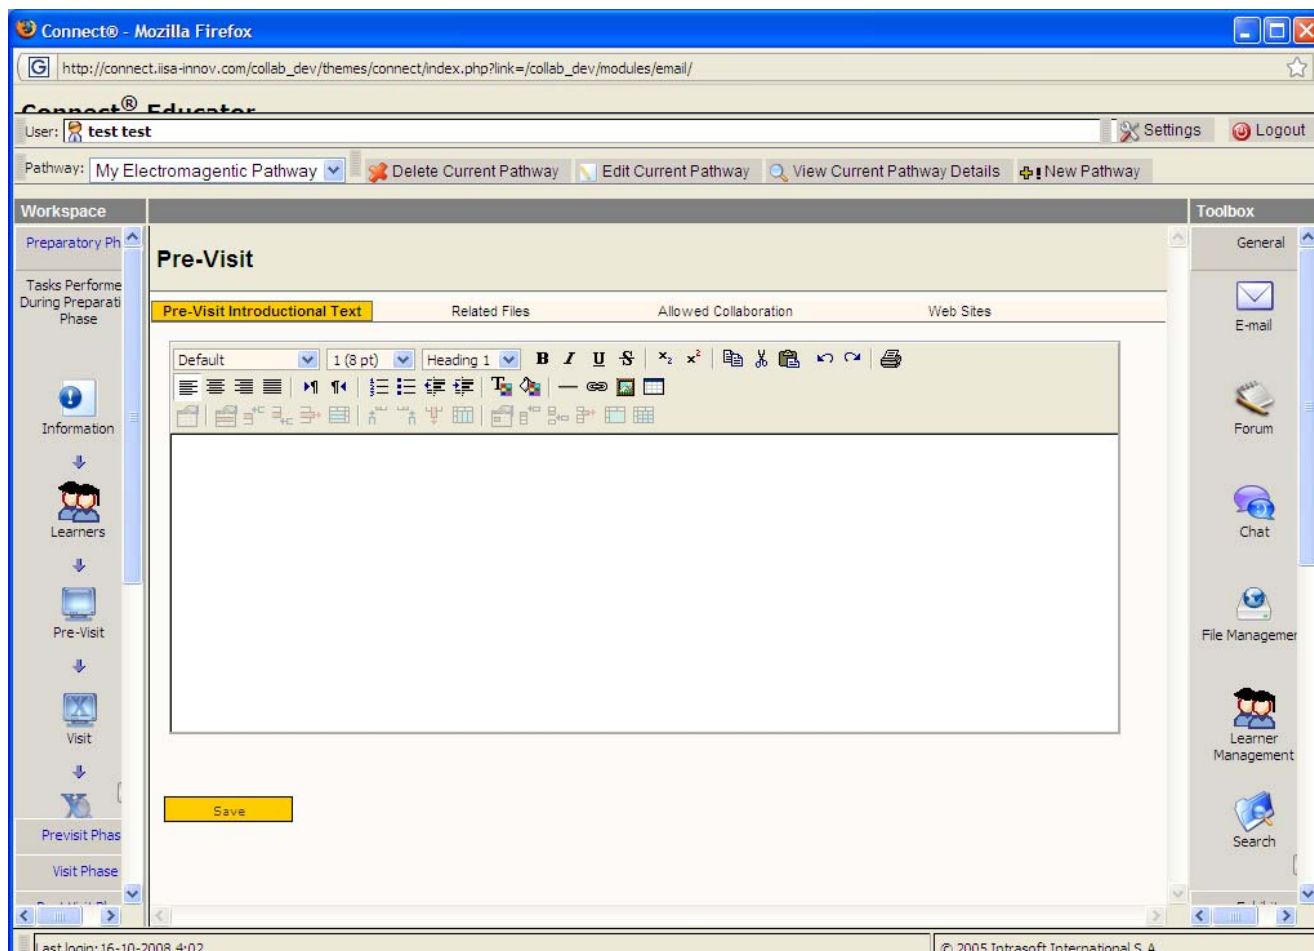 Connect® - Mozilla Firefox
http://connect.iisa-innov.com/collab_dev/themes/connect/index.php?link=/collab_dev/modules/email/
Connect® Educator
User: test test Settings Logout
Pathway: My Electromagentic Pathway Delete Current Pathway Edit Current Pathway View Current Pathway Details New Pathway
Workspace
Preparatory Ph
Tasks Performe
During Preparati
Phase
Information
Learners
Pre-Visit
Visit
Previsit Phas
Visit Phase
Pre-Visit
Pre-Visit Introductional Text Related Files Allowed Collaboration Web Sites
Default 1 (8 pt) Heading 1 B I U S x₂ x²
Save
Toolbox
General
E-mail
Forum
Chat
File Managemer
Learner
Management
Search
Last login: 16-10-2008 4:02 © 2005 Intrasoft International S.A.